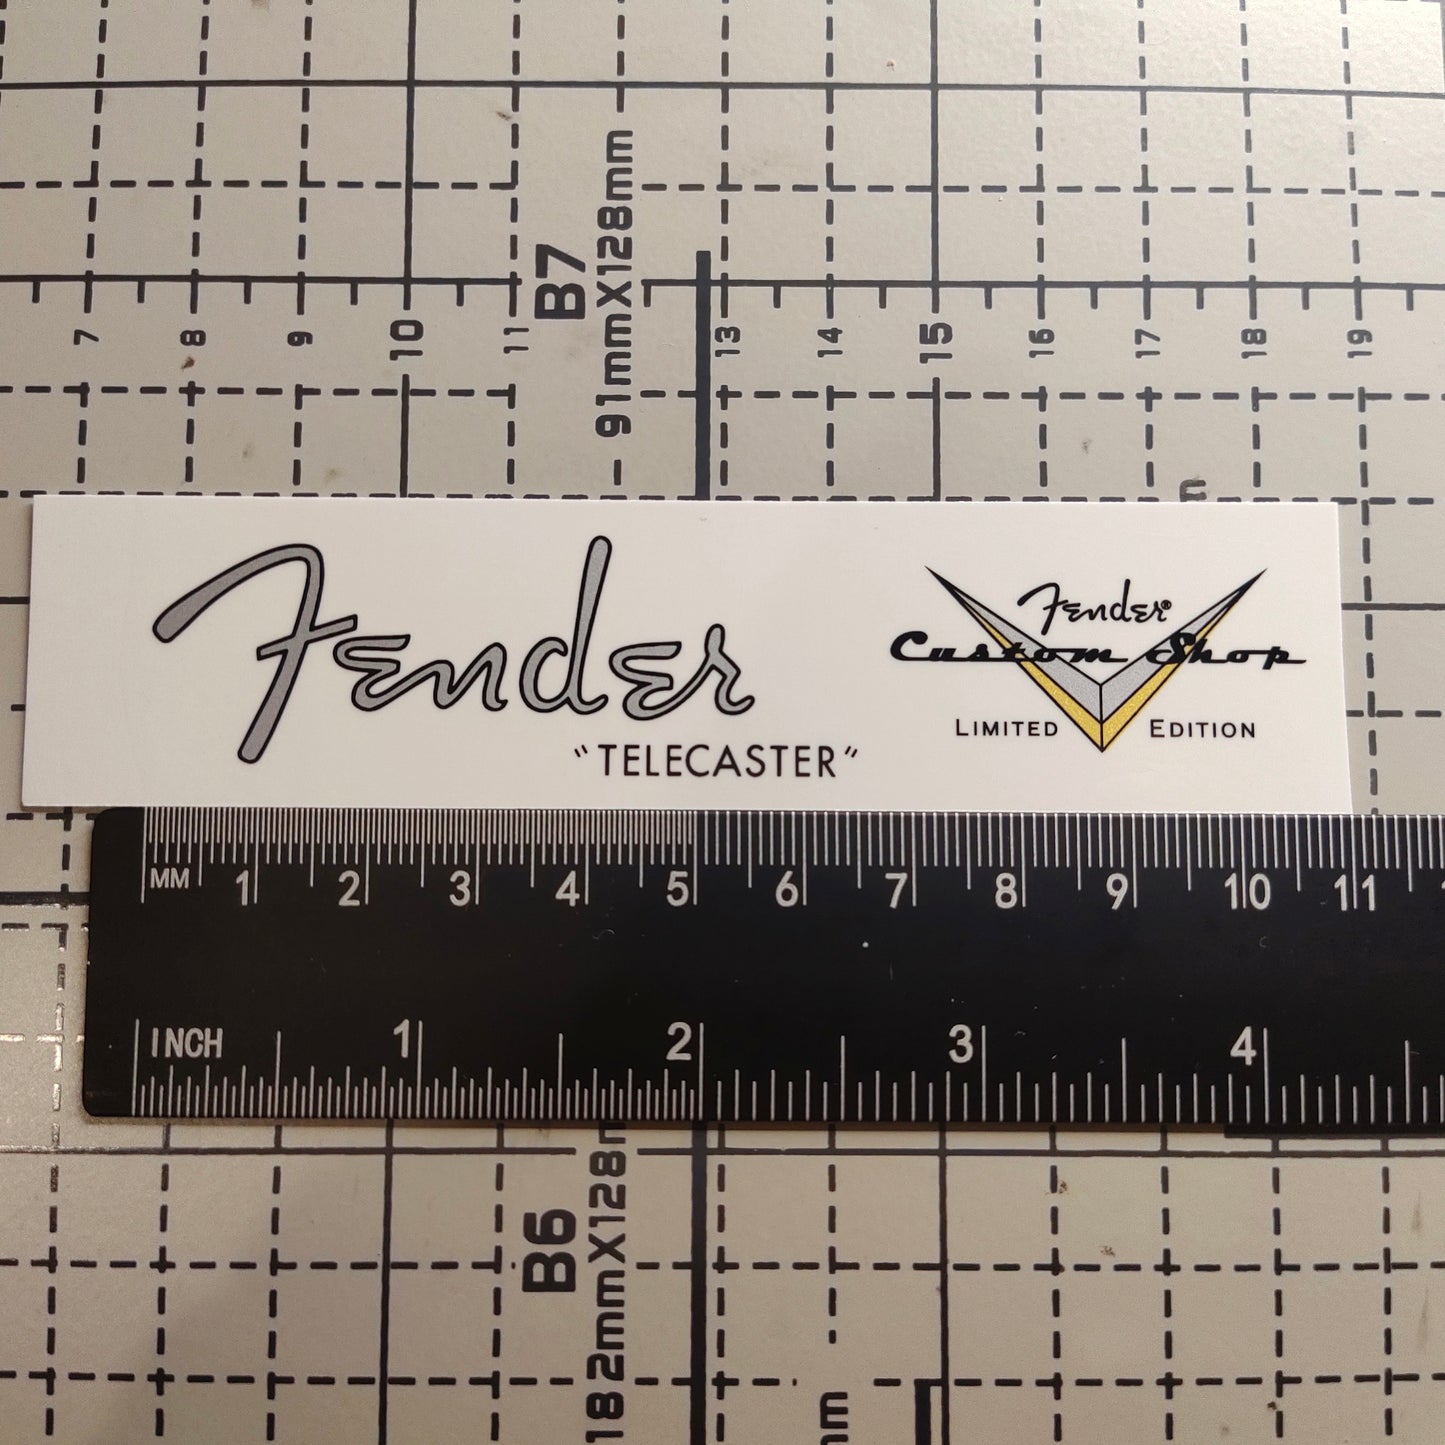 B7
91mmX128mm
7 8 9 10 11 13 14 15 16 17 18 19
Fender
"TELECASTER"
Fender®
Custom Shop
LIMITED EDITION
MM 1 2 3 4 5 6 7 8 9 10 11
INCH 1 2 3 4
B6
182mmX128m
mm